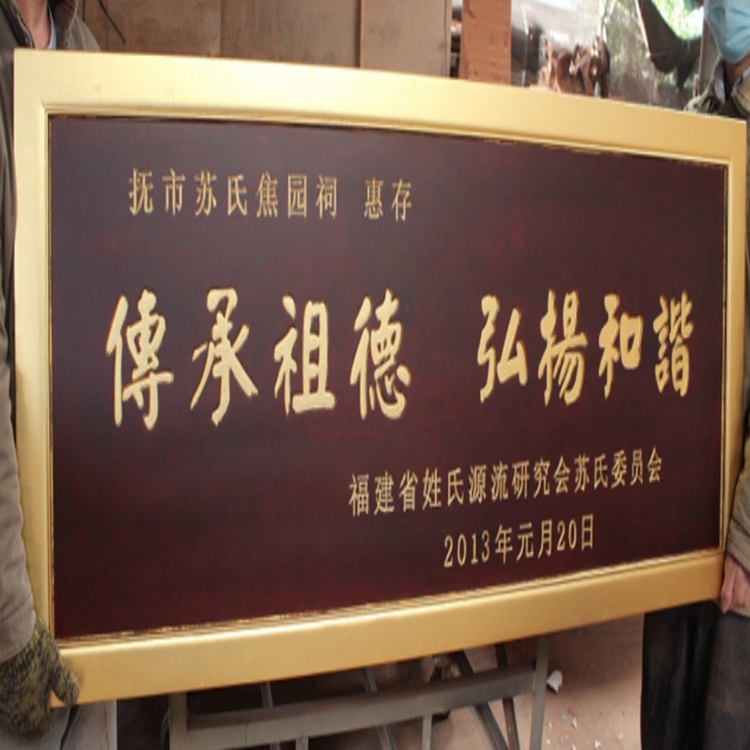 抚市苏氏焦园祠 惠存
傳承祖德 弘揚和諧
福建省姓氏源流研究会苏氏委员会
2013年元月20日